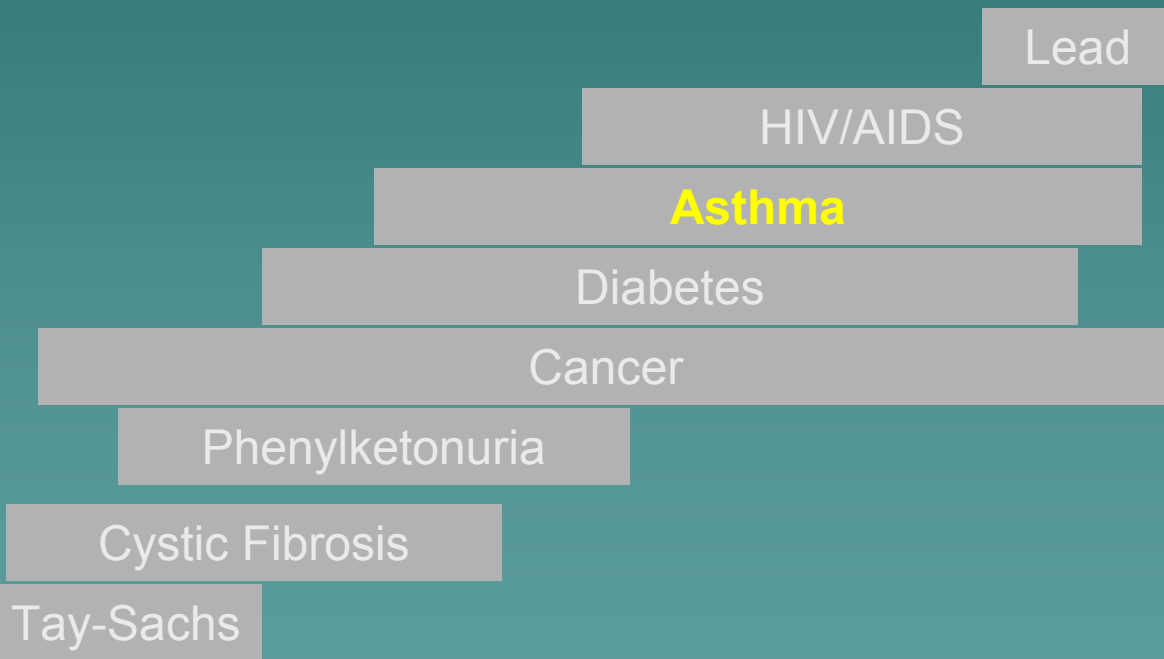 Lead
HIV/AIDS
Asthma
Diabetes
Cancer
Phenylketonuria
Cystic Fibrosis
Tay-Sachs